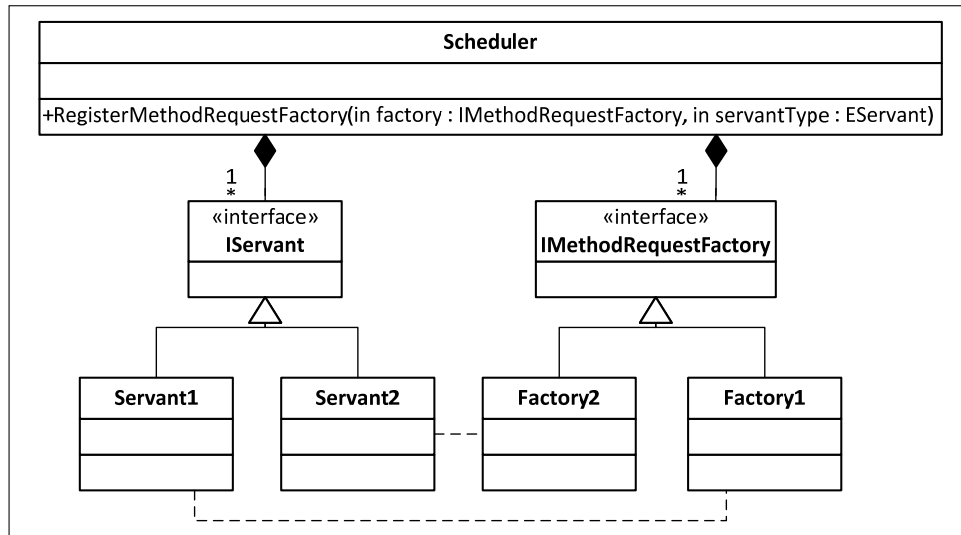 Scheduler
+RegisterMethodRequestFactory(in factory : IMethodRequestFactory, in servantType : EServant)
1
*
1
*
«interface»
IServant
«interface»
IMethodRequestFactory
Servant1
Servant2
Factory2
Factory1